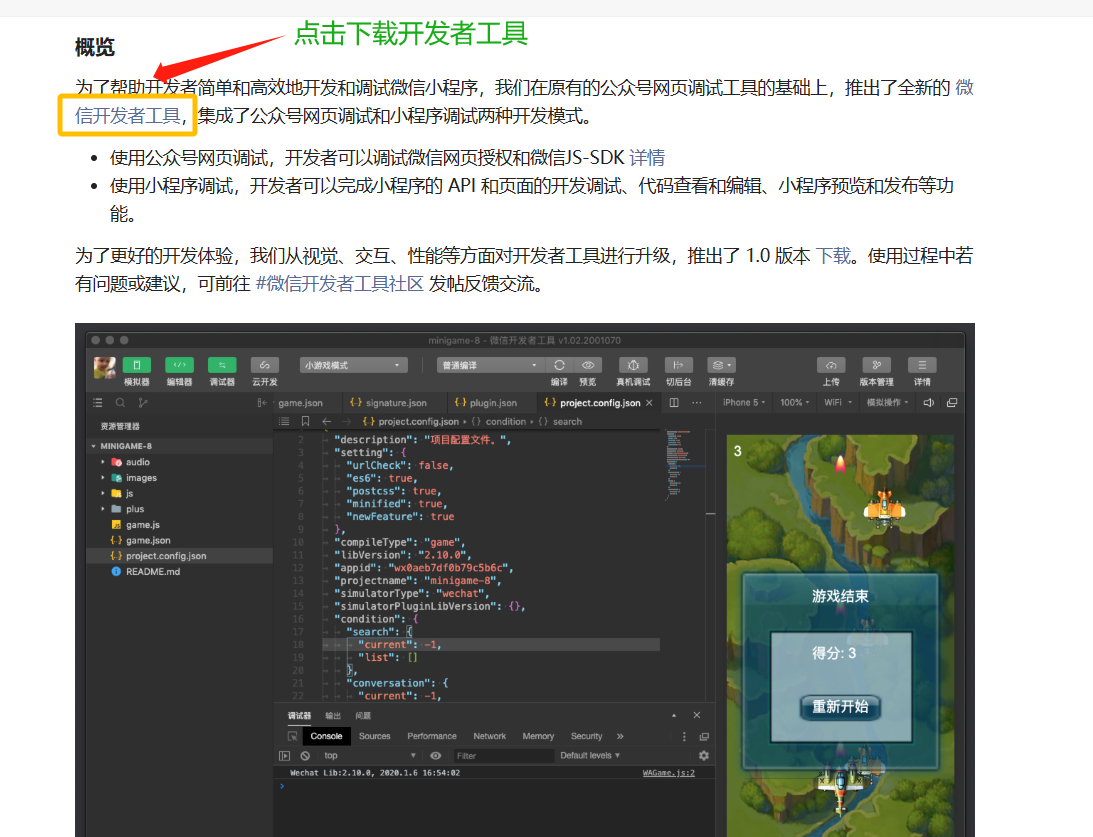 点击下载开发者工具
概览
为了帮助开发者简单和高效地开发和调试微信小程序，我们在原有的公众号网页调试工具的基础上，推出了全新的 微
信开发者工具，集成了公众号网页调试和小程序调试两种开发模式。
使用公众号网页调试，开发者可以调试微信网页授权和微信JS-SDK 详情
使用小程序调试，开发者可以完成小程序的 API 和页面的开发调试、代码查看和编辑、小程序预览和发布等功
能。
为了更好的开发体验，我们从视觉、交互、性能等方面对开发者工具进行升级，推出了 1.0 版本 下载。使用过程中若
有问题或建议，可前往 #微信开发者工具社区 发帖反馈交流。
minigame-8 - 微信开发者工具 v1.02.2001070
小游戏模式 普通编译
模拟器 编辑器 调试器 云开发 编译 预览 真机调试 切后台 清缓存 上传 版本管理 详情
game.json {} signature.json {} plugin.json {} project.config.json × iPhone 5 100% WiFi 模拟操作
资源管理器
{} project.config.json › {} condition › {} search
MINIGAME-8
audio
images
js
plus
game.js
{} game.json
{} project.config.json
README.md
2 "description": "项目配置文件。",
3 "setting": {
4 "urlCheck": false,
5 "es6": true,
6 "postcss": true,
7 "minified": true,
8 "newFeature": true
9 },
10 "compileType": "game",
11 "libVersion": "2.10.0",
12 "appid": "wx0aeb7df0b79c5b6c",
13 "projectname": "minigame-8",
14 "simulatorType": "wechat",
15 "simulatorPluginLibVersion": {},
16 "condition": {
17 "search": {
18 "current": -1,
19 "list": []
20 },
21 "conversation": {
22 "current": -1,
调试器 输出 问题
Console Sources Performance Network Memory Security »
top Filter Default levels
Wechat Lib:2.10.0, 2020.1.6 16:54:02 WAGame.js:2
3
游戏结束
得分: 3
重新开始